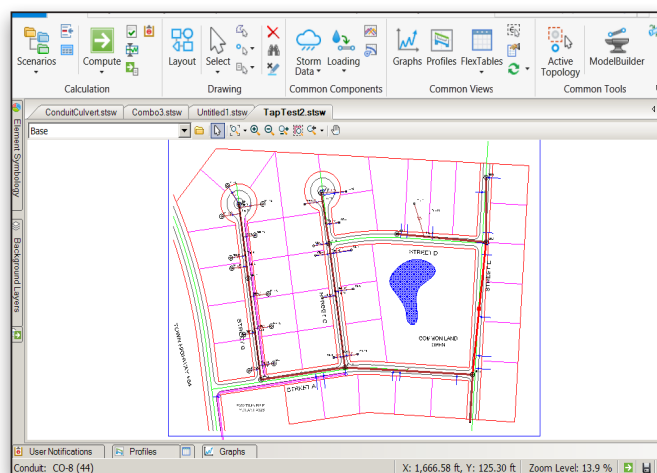 Scenarios
Compute
Layout
Select
Storm Data
Loading
Graphs
Profiles
FlexTables
Active Topology
ModelBuilder
Calculation
Drawing
Common Components
Common Views
Common Tools
ConduitCulvert.stsw
Combo3.stsw
Untitled1.stsw
TapTest2.stsw
Base
Element Symbology
Background Layers
STREET D
STREET E
STREET C
STREET A
COMMON LAND
OPEN
User Notifications
Profiles
Graphs
Conduit: CO-8 (44)
X: 1,666.58 ft, Y: 125.30 ft
Zoom Level: 13.9 %